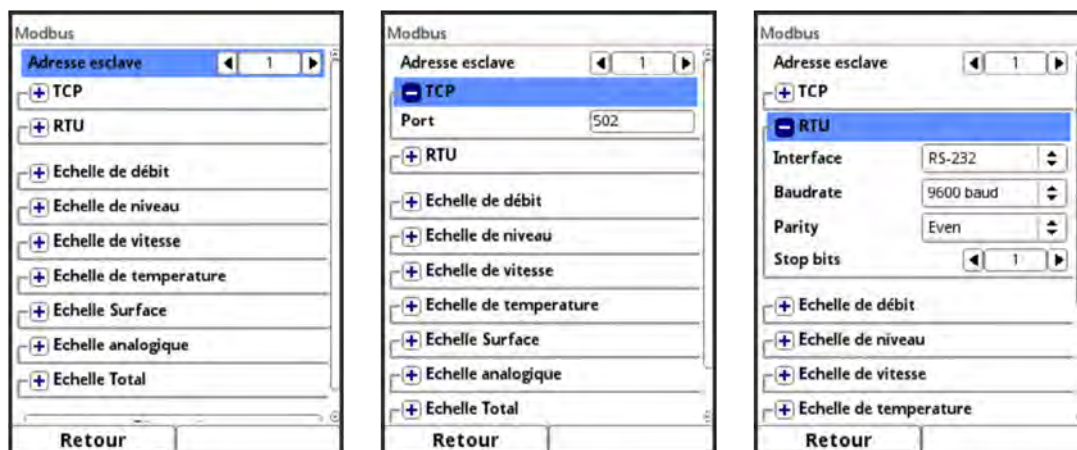 Modbus
Adresse esclave 1
TCP
RTU
Echelle de débit
Echelle de niveau
Echelle de vitesse
Echelle de temperature
Echelle Surface
Echelle analogique
Echelle Total
Retour
Modbus
Adresse esclave 1
TCP
Port 502
RTU
Echelle de débit
Echelle de niveau
Echelle de vitesse
Echelle de temperature
Echelle Surface
Echelle analogique
Echelle Total
Retour
Modbus
Adresse esclave 1
TCP
RTU
Interface RS-232
Baudrate 9600 baud
Parity Even
Stop bits 1
Echelle de débit
Echelle de niveau
Echelle de vitesse
Echelle de temperature
Retour